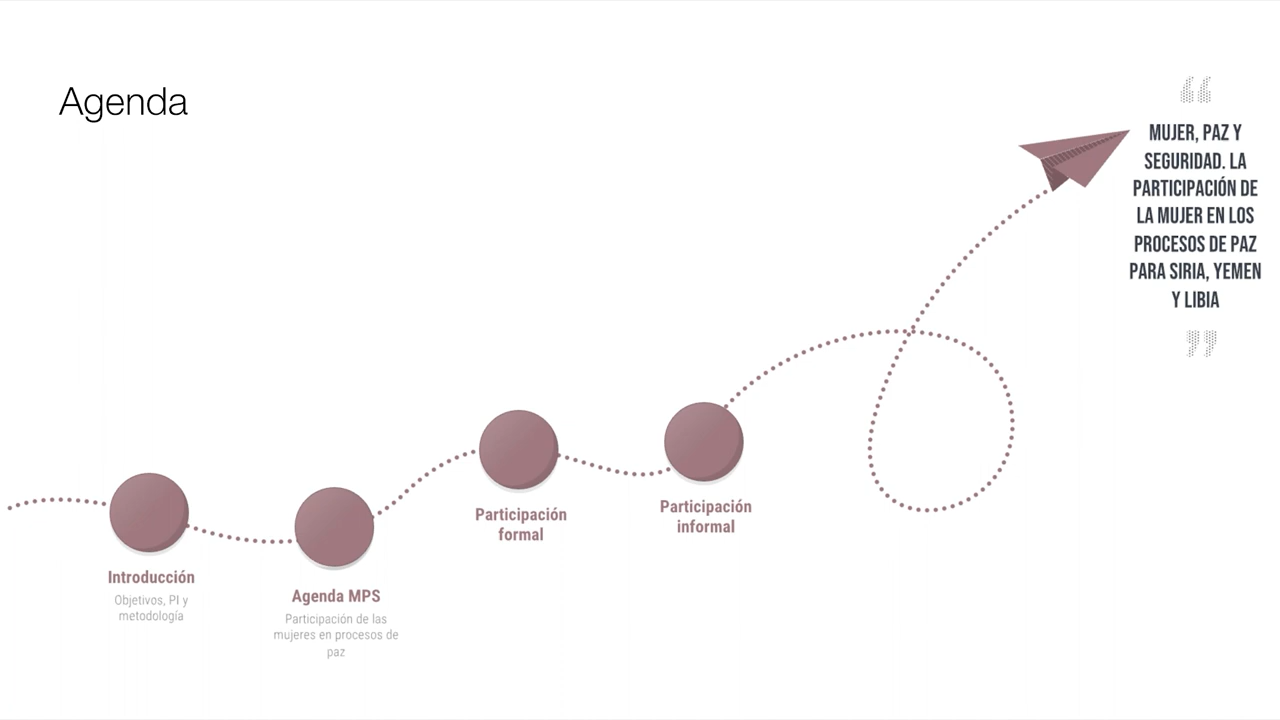 Agenda
“
MUJER, PAZ Y
SEGURIDAD. LA
PARTICIPACIÓN DE
LA MUJER EN LOS
PROCESOS DE PAZ
PARA SIRIA, YEMEN
Y LIBIA
”
Introducción
Objetivos, PI y
metodología
Agenda MPS
Participación de las
mujeres en procesos de
paz
Participación
formal
Participación
informal